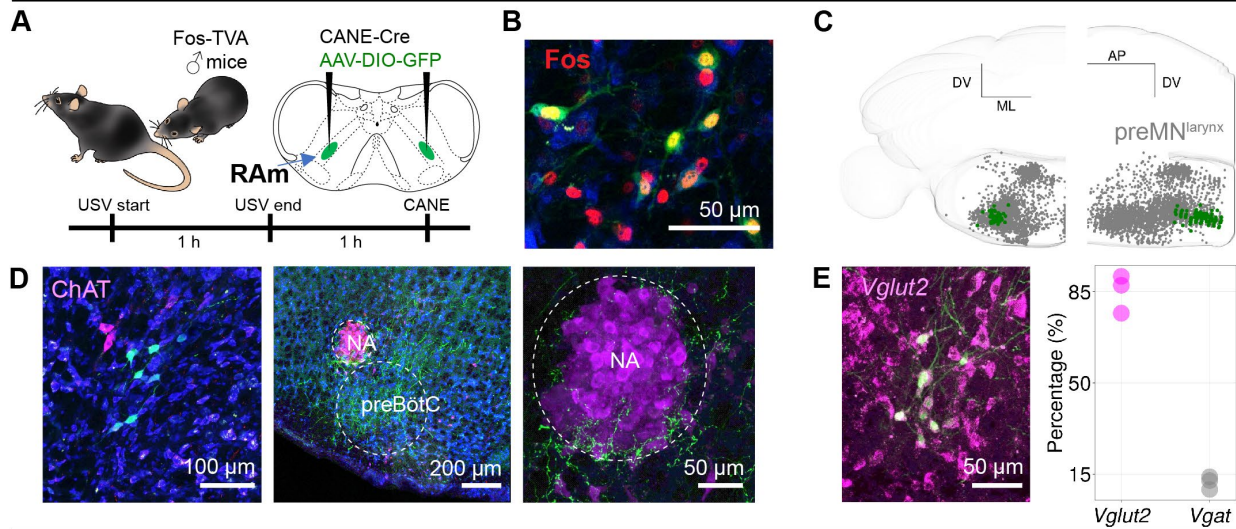 A
Fos-TVA
♂ mice
CANE-Cre
AAV-DIO-GFP
RAm
USV start
USV end
CANE
1 h
1 h
B
Fos
50 µm
C
DV
ML
AP
DV
preMNlarynx
D
ChAT
100 µm
NA
preBötC
200 µm
NA
50 µm
E
Vglut2
50 µm
Percentage (%)
85
50
15
Vglut2
Vgat